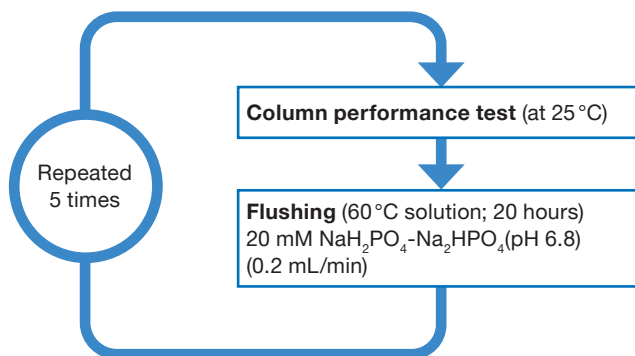 Column performance test (at 25 °C)
Repeated
5 times
Flushing (60 °C solution; 20 hours)
20 mM NaH₂PO₄-Na₂HPO₄(pH 6.8)
(0.2 mL/min)